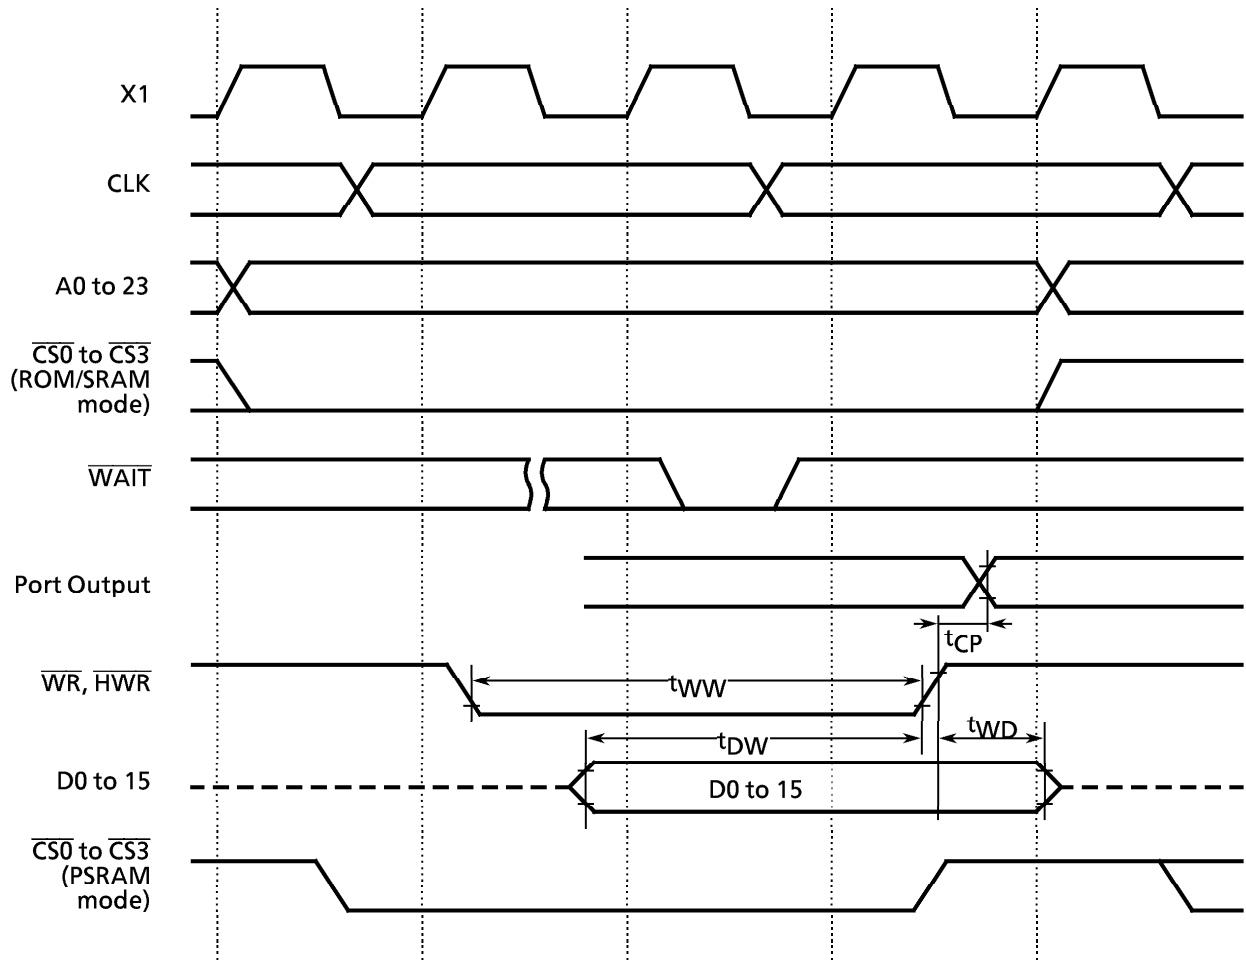 X1
CLK
A0 to 23
CS0 to CS3
(ROM/SRAM
mode)
WAIT
Port Output
tCP
WR, HWR
tWW
tWD
tDW
D0 to 15
D0 to 15
CS0 to CS3
(PSRAM
mode)